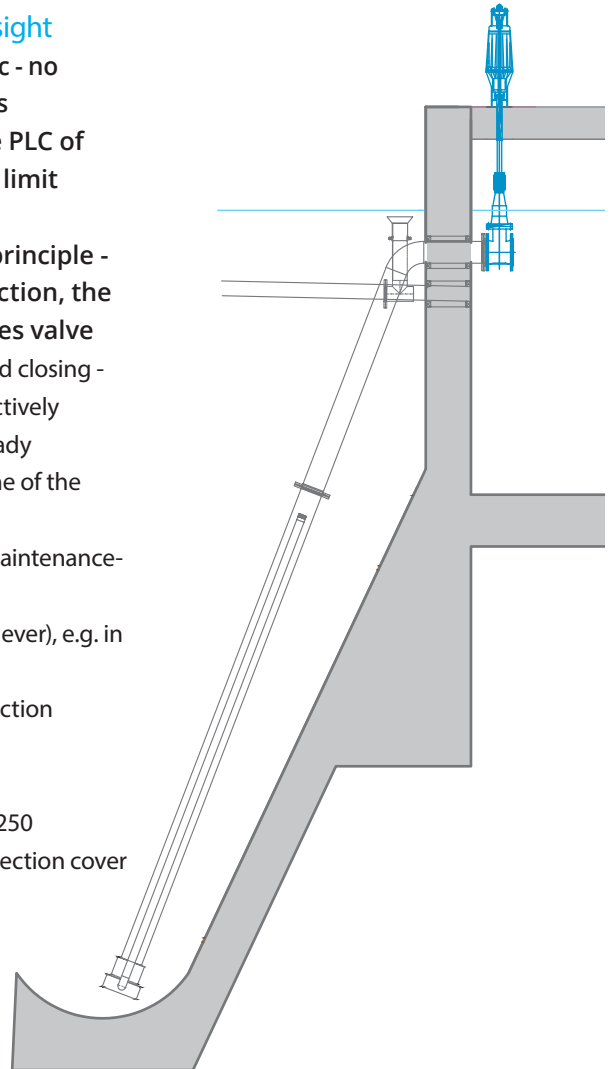 sight
c - no
s
e PLC of
limit
principle -
ction, the
es valve
d closing -
ctively
ady
ne of the
aintenance-
ever), e.g. in
ction
250
ection cover